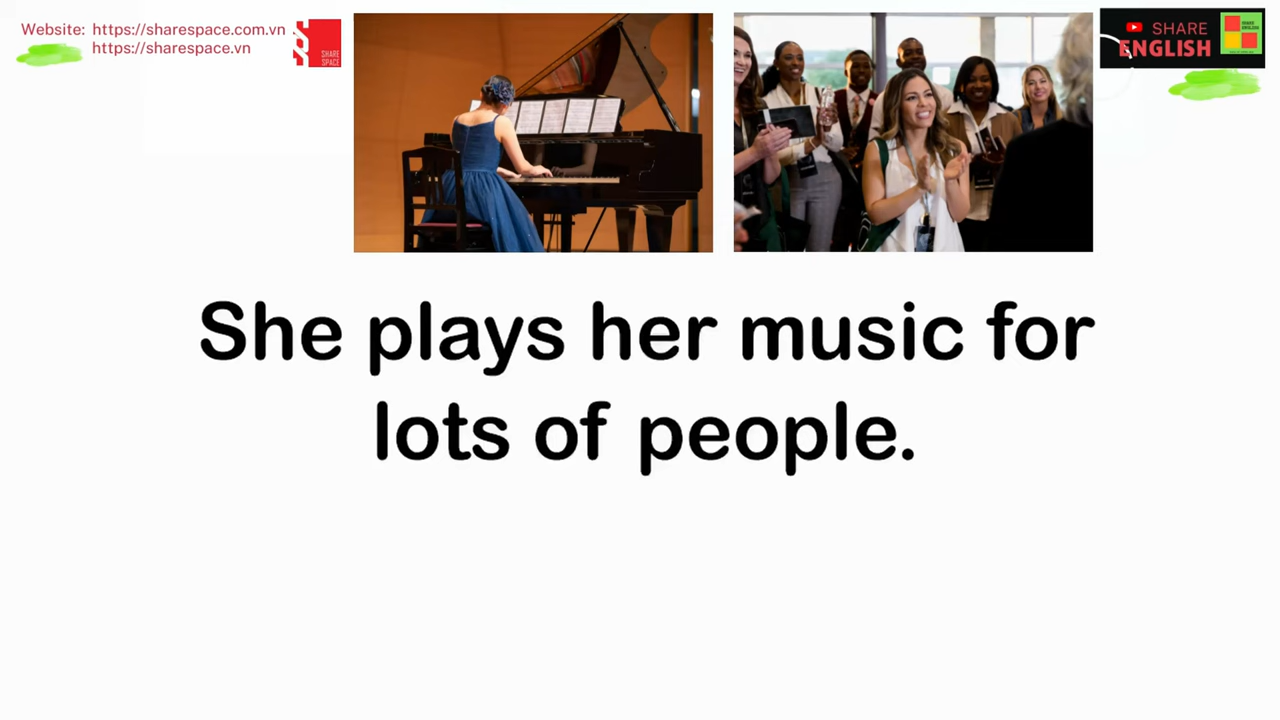 Website: https://sharespace.com.vn
https://sharespace.vn
SHARE
SPACE
SHARE
ENGLISH
She plays her music for
lots of people.